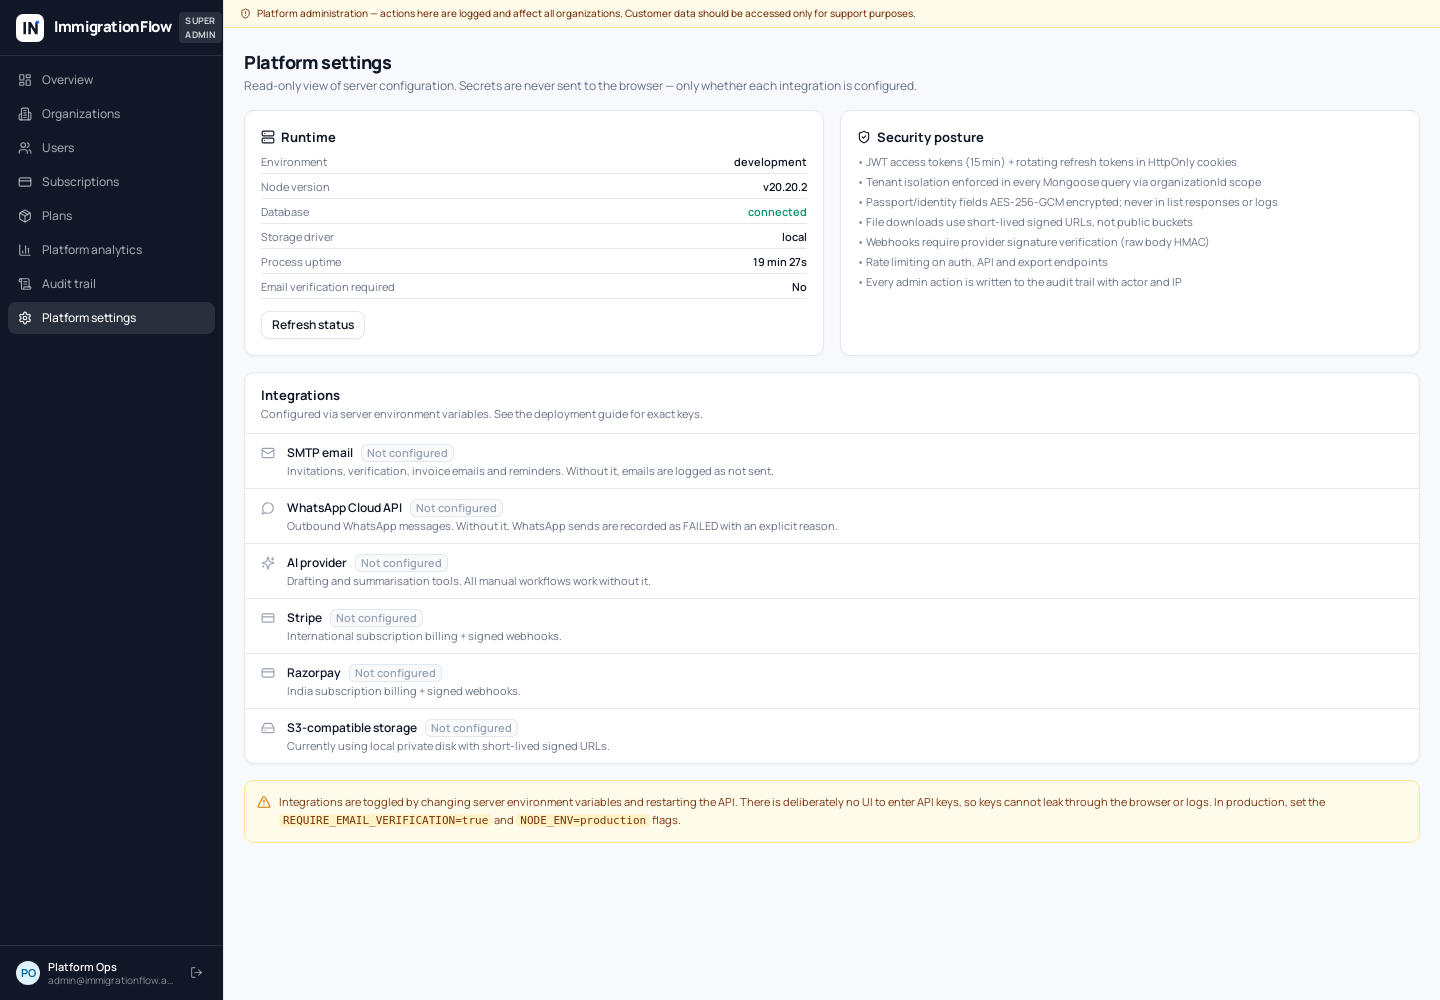 IN
ImmigrationFlow
SUPER
ADMIN
Platform administration — actions here are logged and affect all organizations. Customer data should be accessed only for support purposes.
Overview
Organizations
Users
Subscriptions
Plans
Platform analytics
Audit trail
Platform settings
Platform settings
Read-only view of server configuration. Secrets are never sent to the browser — only whether each integration is configured.
Runtime
Environment development
Node version v20.20.2
Database connected
Storage driver local
Process uptime 19 min 27s
Email verification required No
Refresh status
Security posture
• JWT access tokens (15 min) + rotating refresh tokens in HttpOnly cookies
• Tenant isolation enforced in every Mongoose query via organizationId scope
• Passport/identity fields AES-256-GCM encrypted; never in list responses or logs
• File downloads use short-lived signed URLs, not public buckets
• Webhooks require provider signature verification (raw body HMAC)
• Rate limiting on auth, API and export endpoints
• Every admin action is written to the audit trail with actor and IP
Integrations
Configured via server environment variables. See the deployment guide for exact keys.
SMTP email Not configured
Invitations, verification, invoice emails and reminders. Without it, emails are logged as not sent.
WhatsApp Cloud API Not configured
Outbound WhatsApp messages. Without it, WhatsApp sends are recorded as FAILED with an explicit reason.
AI provider Not configured
Drafting and summarisation tools. All manual workflows work without it.
Stripe Not configured
International subscription billing + signed webhooks.
Razorpay Not configured
India subscription billing + signed webhooks.
S3-compatible storage Not configured
Currently using local private disk with short-lived signed URLs.
Integrations are toggled by changing server environment variables and restarting the API. There is deliberately no UI to enter API keys, so keys cannot leak through the browser or logs. In production, set the
REQUIRE_EMAIL_VERIFICATION=true and NODE_ENV=production flags.
PO
Platform Ops
admin@immigrationflow.a...